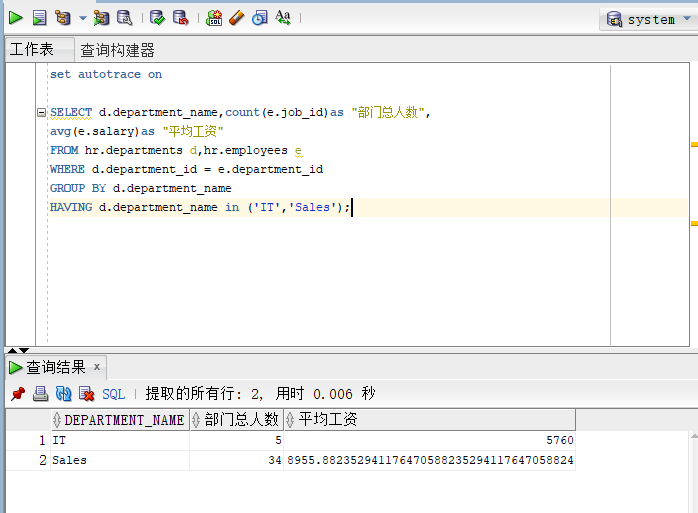 system
工作表 查询构建器
set autotrace on
SELECT d.department_name,count(e.job_id)as "部门总人数",
avg(e.salary)as "平均工资"
FROM hr.departments d,hr.employees e
WHERE d.department_id = e.department_id
GROUP BY d.department_name
HAVING d.department_name in ('IT','Sales');
查询结果 ×
SQL | 提取的所有行: 2, 用时 0.006 秒
DEPARTMENT_NAME 部门总人数 平均工资
1 IT 5 5760
2 Sales 34 8955.88235294117647058823529411764705882​4